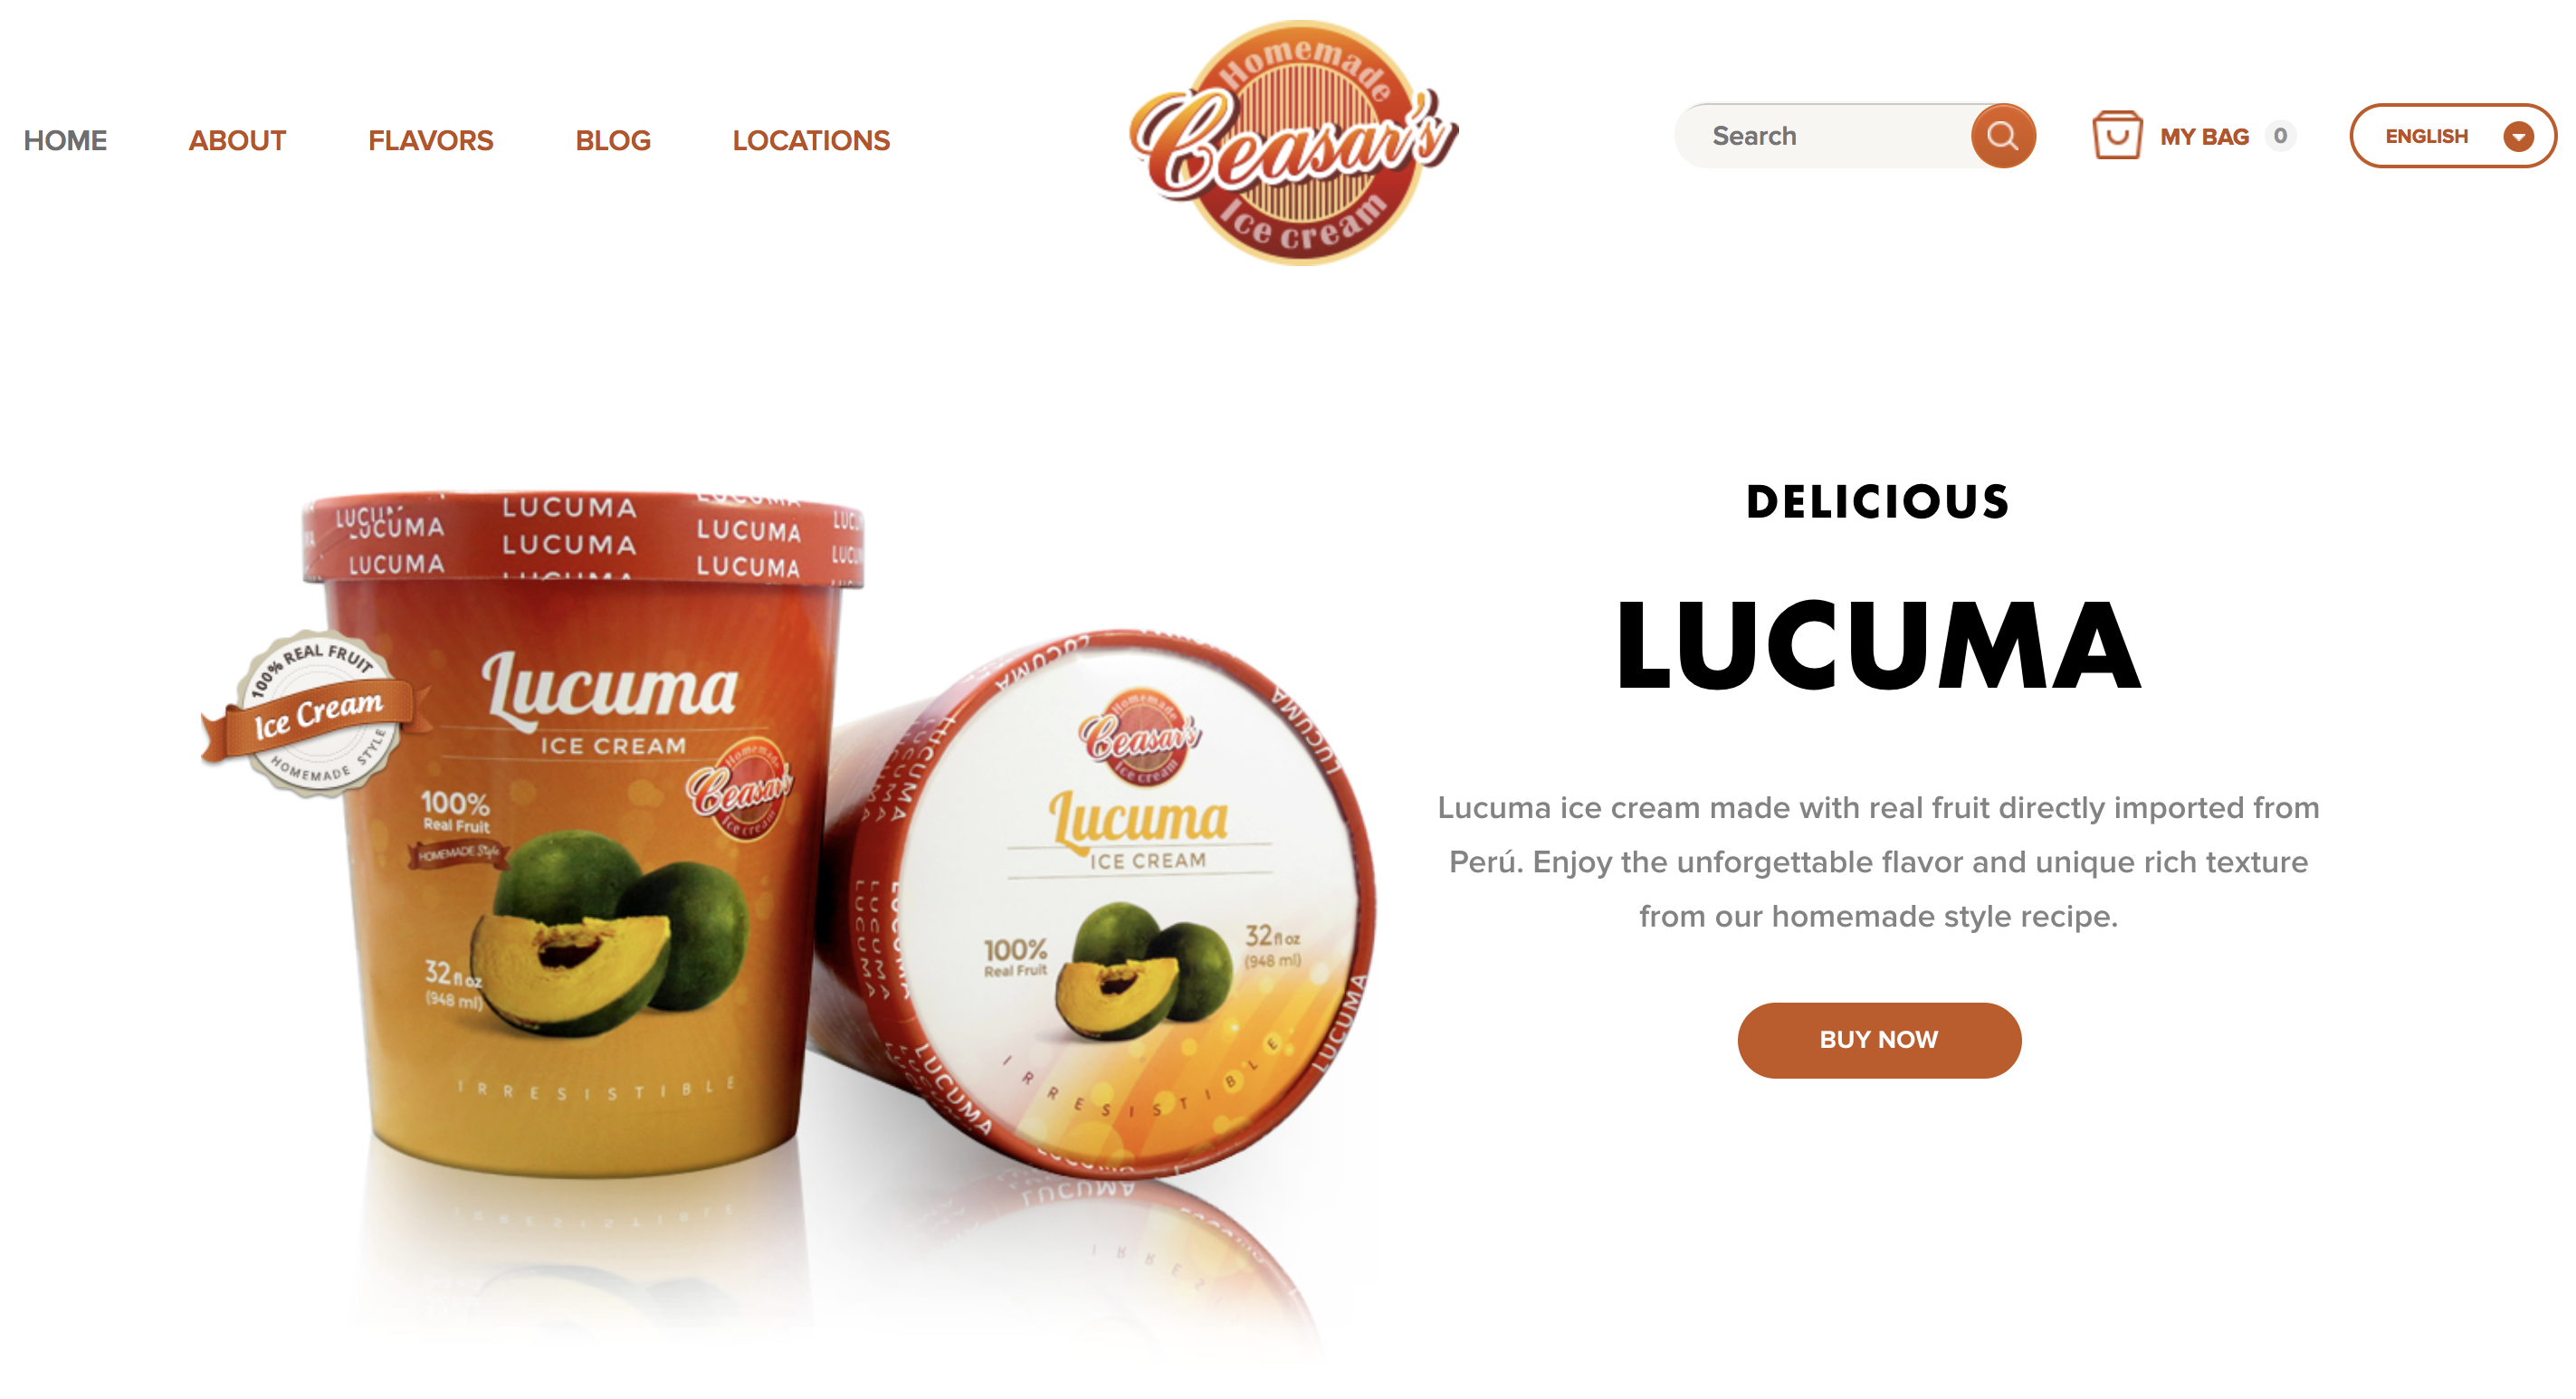 HOME
ABOUT
FLAVORS
BLOG
LOCATIONS
Homemade
Ceasar's
Ice cream
Search
MY BAG 0
ENGLISH
LUCUMA
LUCUMA
LUCUMA
LUCUMA
LUCUMA
LUCUMA
100% REAL FRUIT
Ice Cream
HOMEMADE STYLE
Lucuma
ICE CREAM
Homemade
Ceasar's
Ice cream
100%
Real Fruit
HOMEMADE Style
32 fl oz
(948 ml)
IRRESISTIBLE
LUCUMA
LUCUMA
LUCUMA
LUCUMA
LUCUMA
Homemade
Ceasar's
Ice cream
Lucuma
ICE CREAM
100%
Real Fruit
32 fl oz
(948 ml)
IRRESISTIBLE
DELICIOUS
LUCUMA
Lucuma ice cream made with real fruit directly imported from
Perú. Enjoy the unforgettable flavor and unique rich texture
from our homemade style recipe.
BUY NOW